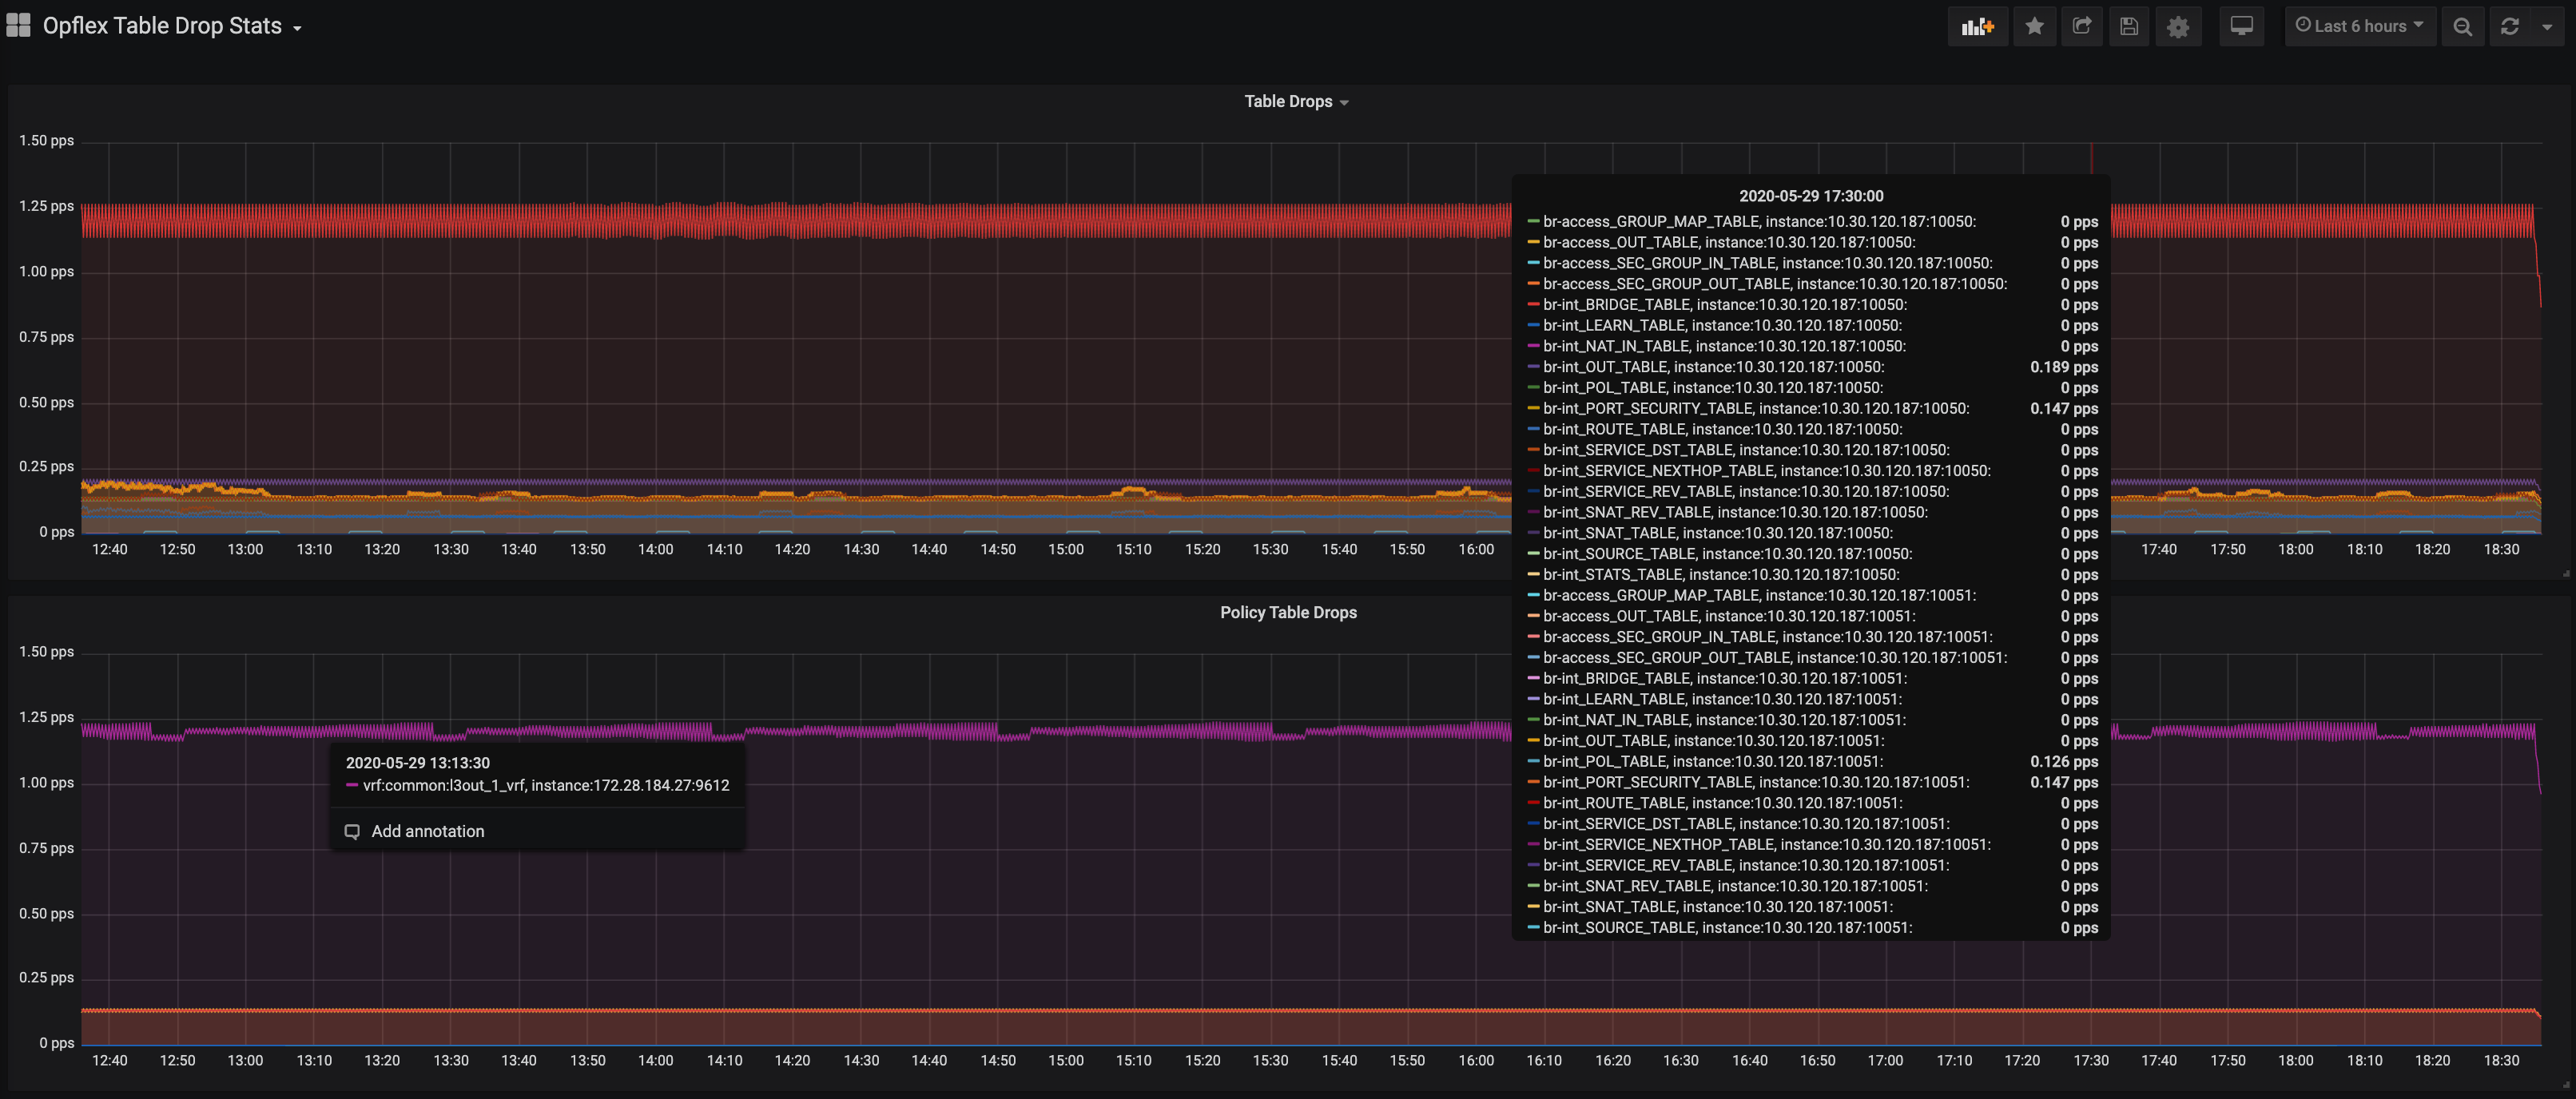 Opflex Table Drop Stats
Last 6 hours
Table Drops
1.50 pps
1.25 pps
1.00 pps
0.75 pps
0.50 pps
0.25 pps
0 pps
12:40 12:50 13:00 13:10 13:20 13:30 13:40 13:50 14:00 14:10 14:20 14:30 14:40 14:50 15:00 15:10 15:20 15:30 15:40 15:50 16:00 17:40 17:50 18:00 18:10 18:20 18:30
2020-05-29 17:30:00
br-access_GROUP_MAP_TABLE, instance:10.30.120.187:10050: 0 pps
br-access_OUT_TABLE, instance:10.30.120.187:10050: 0 pps
br-access_SEC_GROUP_IN_TABLE, instance:10.30.120.187:10050: 0 pps
br-access_SEC_GROUP_OUT_TABLE, instance:10.30.120.187:10050: 0 pps
br-int_BRIDGE_TABLE, instance:10.30.120.187:10050: 0 pps
br-int_LEARN_TABLE, instance:10.30.120.187:10050: 0 pps
br-int_NAT_IN_TABLE, instance:10.30.120.187:10050: 0 pps
br-int_OUT_TABLE, instance:10.30.120.187:10050: 0.189 pps
br-int_POL_TABLE, instance:10.30.120.187:10050: 0 pps
br-int_PORT_SECURITY_TABLE, instance:10.30.120.187:10050: 0.147 pps
br-int_ROUTE_TABLE, instance:10.30.120.187:10050: 0 pps
br-int_SERVICE_DST_TABLE, instance:10.30.120.187:10050: 0 pps
br-int_SERVICE_NEXTHOP_TABLE, instance:10.30.120.187:10050: 0 pps
br-int_SERVICE_REV_TABLE, instance:10.30.120.187:10050: 0 pps
br-int_SNAT_REV_TABLE, instance:10.30.120.187:10050: 0 pps
br-int_SNAT_TABLE, instance:10.30.120.187:10050: 0 pps
br-int_SOURCE_TABLE, instance:10.30.120.187:10050: 0 pps
br-int_STATS_TABLE, instance:10.30.120.187:10050: 0 pps
br-access_GROUP_MAP_TABLE, instance:10.30.120.187:10051: 0 pps
br-access_OUT_TABLE, instance:10.30.120.187:10051: 0 pps
br-access_SEC_GROUP_IN_TABLE, instance:10.30.120.187:10051: 0 pps
br-access_SEC_GROUP_OUT_TABLE, instance:10.30.120.187:10051: 0 pps
br-int_BRIDGE_TABLE, instance:10.30.120.187:10051: 0 pps
br-int_LEARN_TABLE, instance:10.30.120.187:10051: 0 pps
br-int_NAT_IN_TABLE, instance:10.30.120.187:10051: 0 pps
br-int_OUT_TABLE, instance:10.30.120.187:10051: 0 pps
br-int_POL_TABLE, instance:10.30.120.187:10051: 0.126 pps
br-int_PORT_SECURITY_TABLE, instance:10.30.120.187:10051: 0.147 pps
br-int_ROUTE_TABLE, instance:10.30.120.187:10051: 0 pps
br-int_SERVICE_DST_TABLE, instance:10.30.120.187:10051: 0 pps
br-int_SERVICE_NEXTHOP_TABLE, instance:10.30.120.187:10051: 0 pps
br-int_SERVICE_REV_TABLE, instance:10.30.120.187:10051: 0 pps
br-int_SNAT_REV_TABLE, instance:10.30.120.187:10051: 0 pps
br-int_SNAT_TABLE, instance:10.30.120.187:10051: 0 pps
br-int_SOURCE_TABLE, instance:10.30.120.187:10051: 0 pps
Policy Table Drops
1.50 pps
1.25 pps
1.00 pps
0.75 pps
0.50 pps
0.25 pps
0 pps
2020-05-29 13:13:30
vrf:common:l3out_1_vrf, instance:172.28.184.27:9612
Add annotation
12:40 12:50 13:00 13:10 13:20 13:30 13:40 13:50 14:00 14:10 14:20 14:30 14:40 14:50 15:00 15:10 15:20 15:30 15:40 15:50 16:00 16:10 16:20 16:30 16:40 16:50 17:00 17:10 17:20 17:30 17:40 17:50 18:00 18:10 18:20 18:30